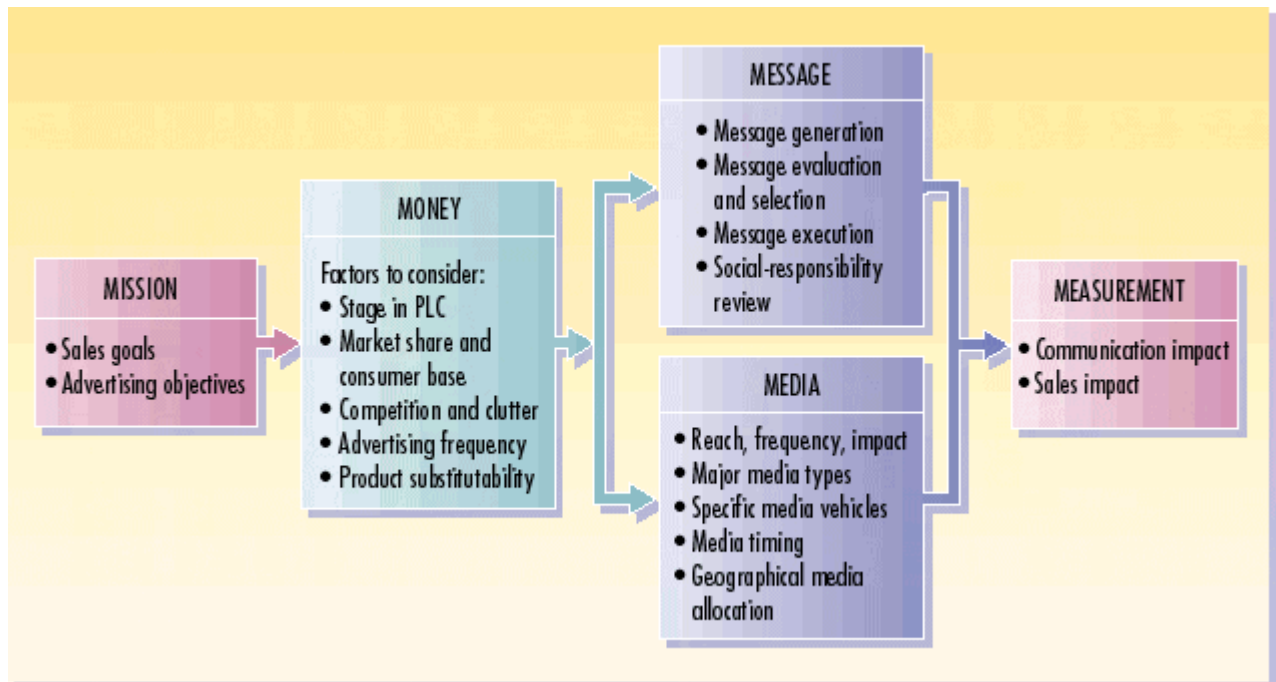 MISSION
• Sales goals
• Advertising objectives
MONEY
Factors to consider:
• Stage in PLC
• Market share and
consumer base
• Competition and clutter
• Advertising frequency
• Product substitutability
MESSAGE
• Message generation
• Message evaluation
and selection
• Message execution
• Social-responsibility
review
MEDIA
• Reach, frequency, impact
• Major media types
• Specific media vehicles
• Media timing
• Geographical media
allocation
MEASUREMENT
• Communication impact
• Sales impact